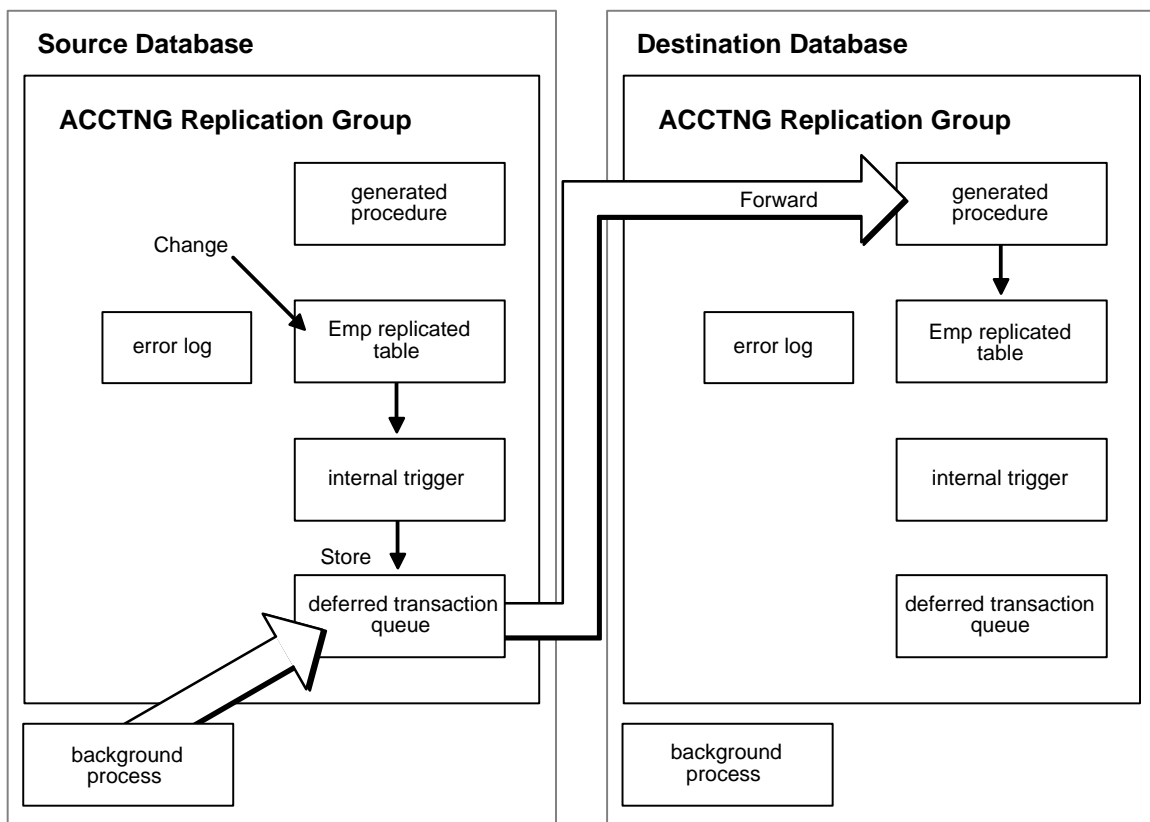 Source Database
ACCTNG Replication Group
generated
procedure
Change
Emp replicated
table
error log
internal trigger
Store
deferred transaction
queue
background
process
Forward
Destination Database
ACCTNG Replication Group
generated
procedure
Emp replicated
table
error log
internal trigger
deferred transaction
queue
background
process